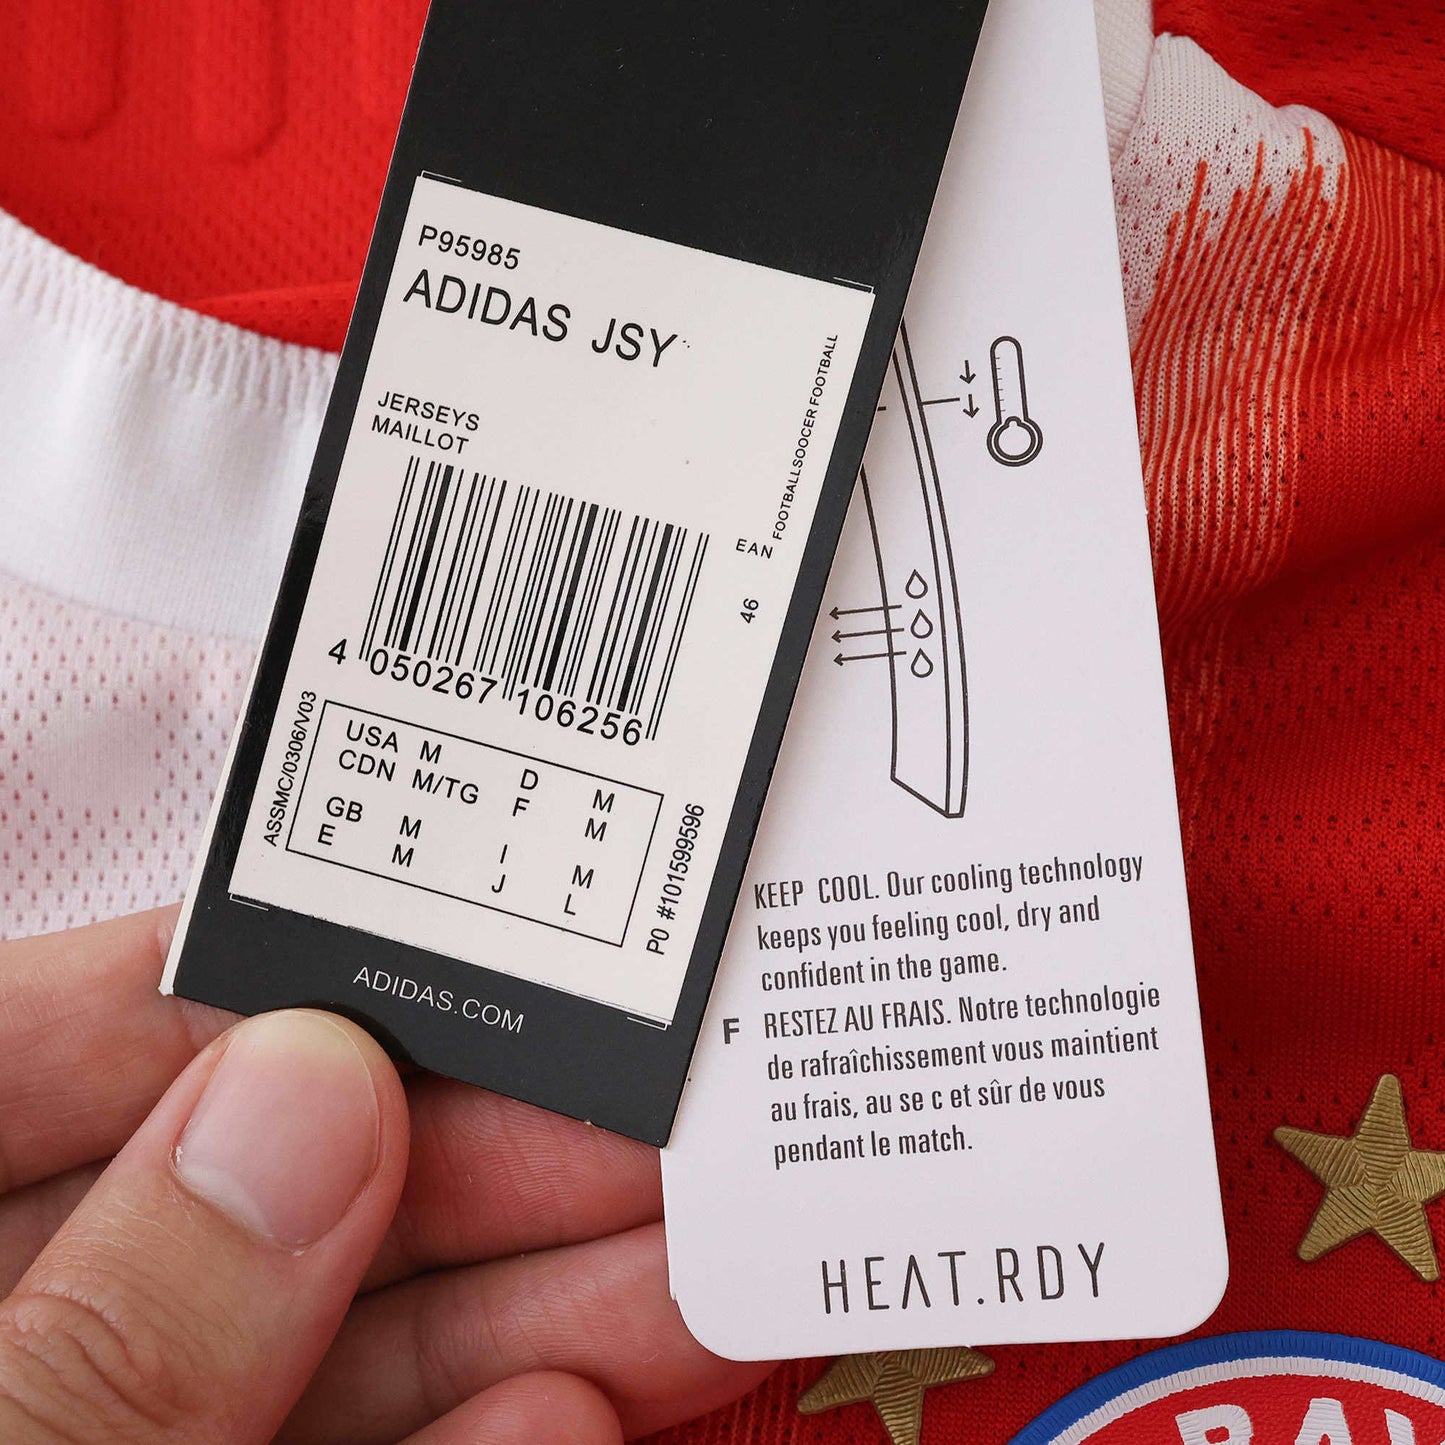 P95985
ADIDAS JSY
JERSEYS
MAILLOT
FOOTBALLSOOCER FOOTBALL
EAN
46
4 050267 106256
ASSMC/0306/V03
USA M D M
CDN M/TG F M
GB M I M
E M J L
P0 #101599596
ADIDAS.COM
KEEP COOL. Our cooling technology
keeps you feeling cool, dry and
confident in the game.
F RESTEZ AU FRAIS. Notre technologie
de rafraîchissement vous maintient
au frais, au se c et sûr de vous
pendant le match.
HEAT.RDY